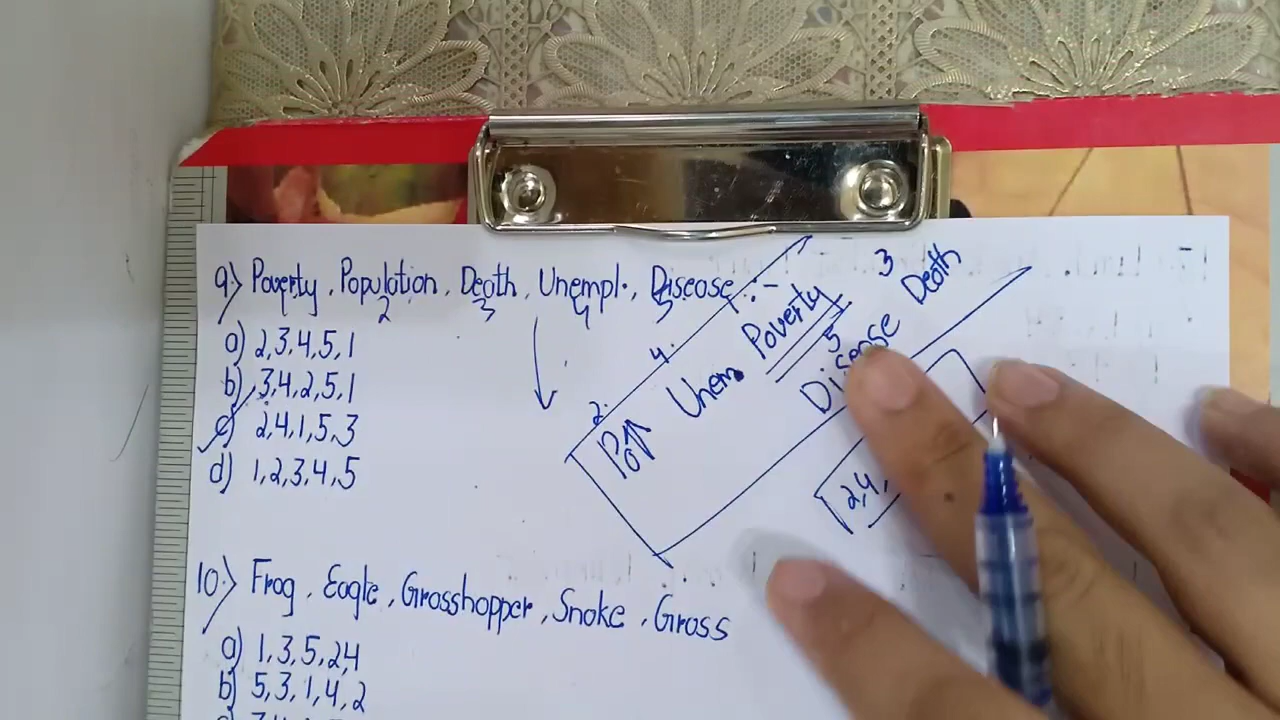 9.) Poverty, Population, Death, Unempl., Disease :-
2 3 4 5
a) 2,3,4,5,1
b) 3,4,2,5,1
c) 2,4,1,5,3
d) 1,2,3,4,5
2. 4. 5 3
Pop Unem. Poverty Disease Death
2,4,
10.) Frog, Eagle, Grasshopper, Snake, Grass
a) 1,3,5,2,4
b) 5,3,1,4,2